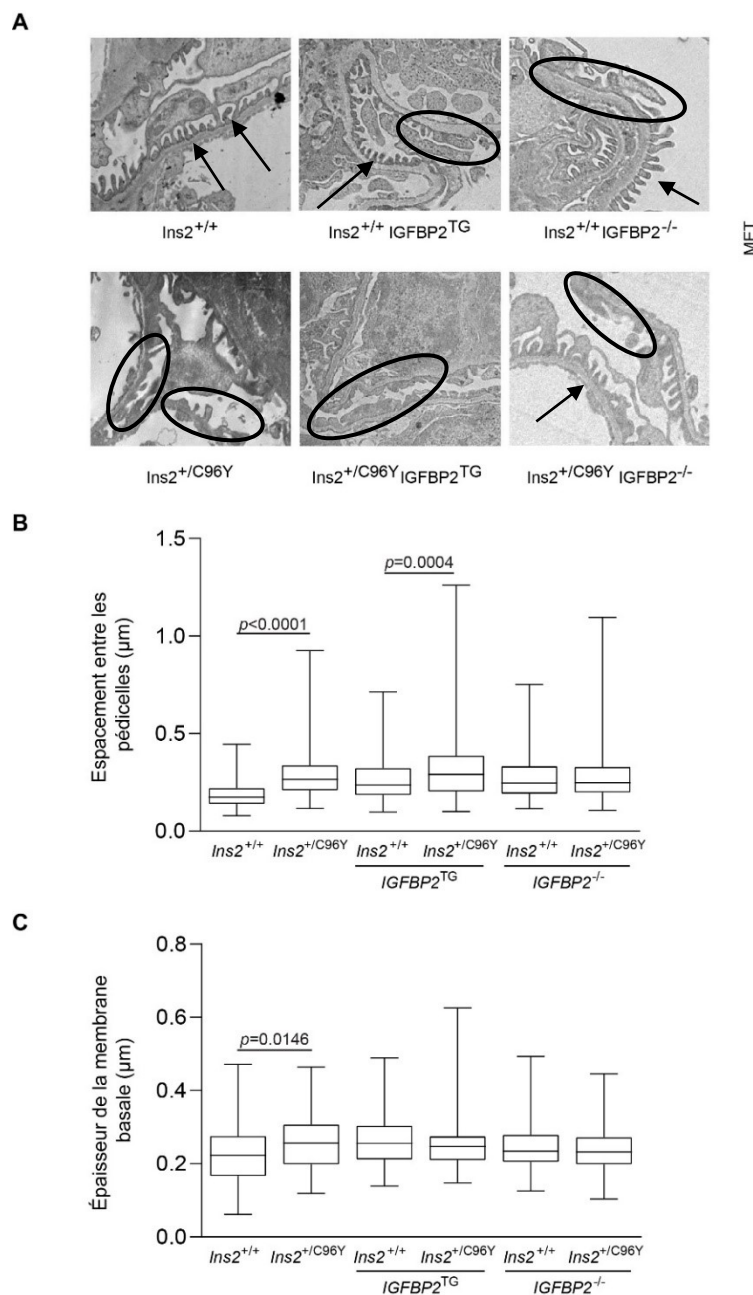 A
Ins2+/+
Ins2+/+ IGFBP2TG
Ins2+/+ IGFBP2-/-
MET
Ins2+/C96Y
Ins2+/C96Y IGFBP2TG
Ins2+/C96Y IGFBP2-/-
B
Espacement entre les
pédicelles (µm)
1.5
1.0
0.5
0.0
p<0.0001
p=0.0004
Ins2+/+ Ins2+/C96Y Ins2+/+ Ins2+/C96Y Ins2+/+ Ins2+/C96Y
IGFBP2TG IGFBP2-/-
C
Épaisseur de la membrane
basale (µm)
0.8
0.6
0.4
0.2
0.0
p=0.0146
Ins2+/+ Ins2+/C96Y Ins2+/+ Ins2+/C96Y Ins2+/+ Ins2+/C96Y
IGFBP2TG IGFBP2-/-